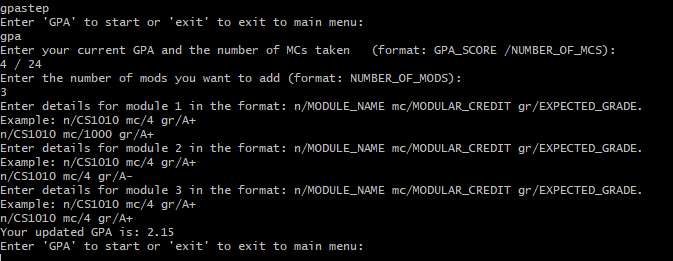 gpastep
Enter 'GPA' to start or 'exit' to exit to main menu:
gpa
Enter your current GPA and the number of MCs taken   (format: GPA_SCORE /NUMBER_OF_MCS):
4 / 24
Enter the number of mods you want to add (format: NUMBER_OF_MODS):
3
Enter details for module 1 in the format: n/MODULE_NAME mc/MODULAR_CREDIT gr/EXPECTED_GRADE.
Example: n/CS1010 mc/4 gr/A+
n/CS1010 mc/1000 gr/A+
Enter details for module 2 in the format: n/MODULE_NAME mc/MODULAR_CREDIT gr/EXPECTED_GRADE.
Example: n/CS1010 mc/4 gr/A+
n/CS1010 mc/4 gr/A-
Enter details for module 3 in the format: n/MODULE_NAME mc/MODULAR_CREDIT gr/EXPECTED_GRADE.
Example: n/CS1010 mc/4 gr/A+
n/CS1010 mc/4 gr/A+
Your updated GPA is: 2.15
Enter 'GPA' to start or 'exit' to exit to main menu: